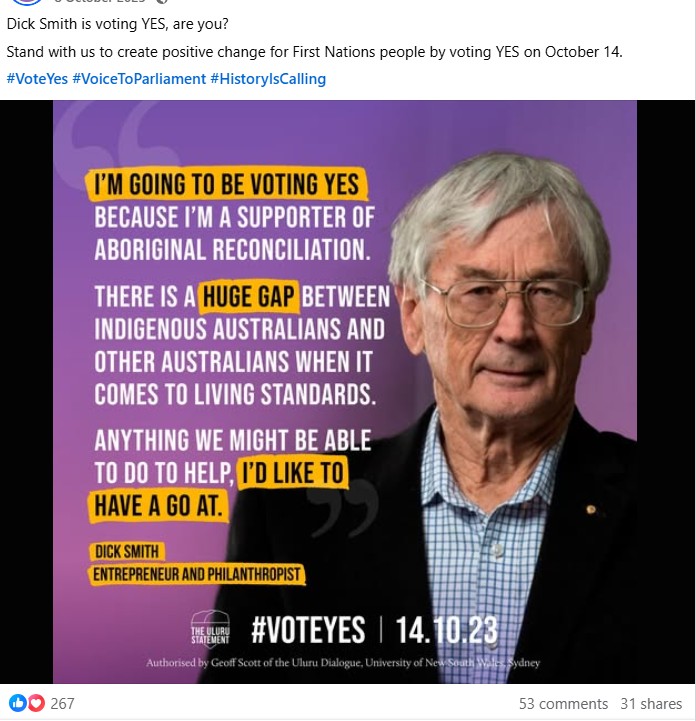 Dick Smith is voting YES, are you?
Stand with us to create positive change for First Nations people by voting YES on October 14.
#VoteYes #VoiceToParliament #HistoryIsCalling
I'M GOING TO BE VOTING YES
BECAUSE I'M A SUPPORTER OF
ABORIGINAL RECONCILIATION.
THERE IS A HUGE GAP BETWEEN
INDIGENOUS AUSTRALIANS AND
OTHER AUSTRALIANS WHEN IT
COMES TO LIVING STANDARDS.
ANYTHING WE MIGHT BE ABLE
TO DO TO HELP, I'D LIKE TO
HAVE A GO AT.
DICK SMITH
ENTREPRENEUR AND PHILANTHROPIST
THE ULURU
STATEMENT
#VOTEYES | 14.10.23
Authorised by Geoff Scott of the Uluru Dialogue, University of New South Wales, Sydney
267
53 comments 31 shares